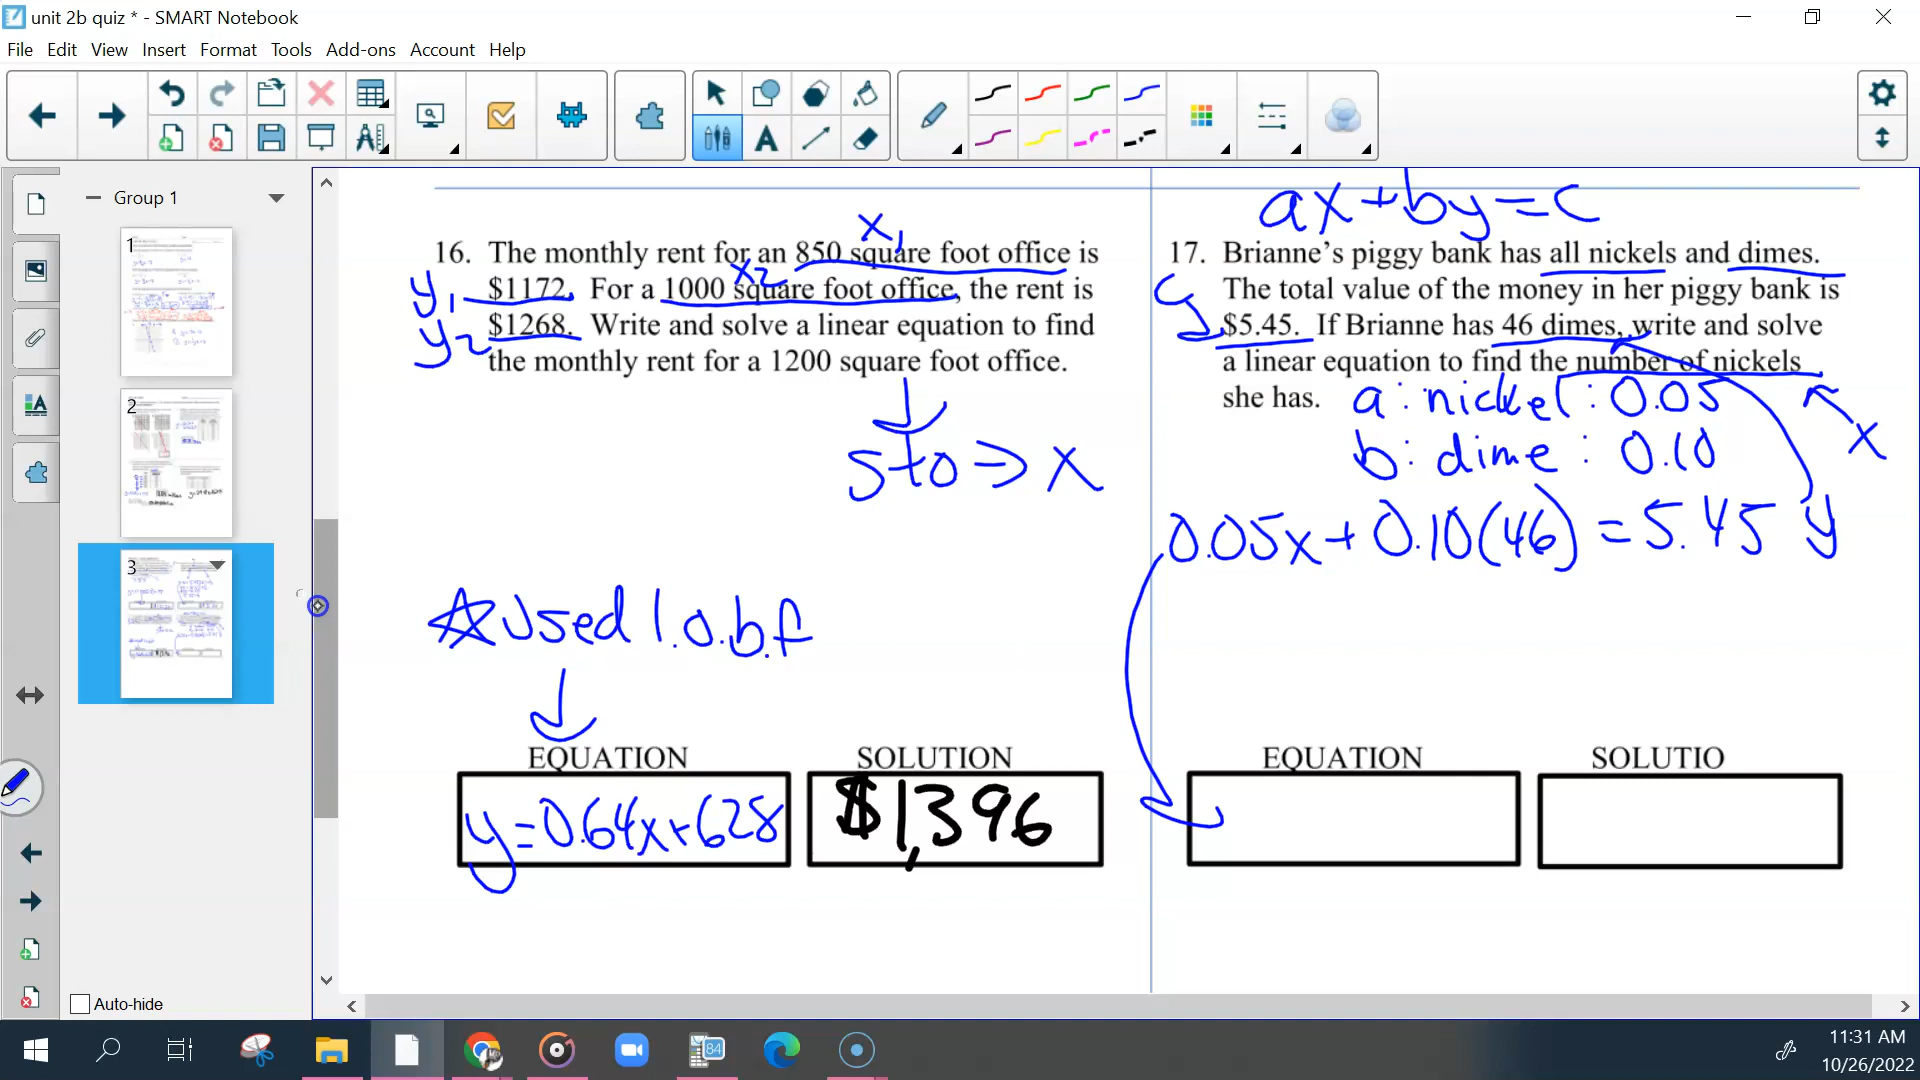 unit 2b quiz * - SMART Notebook
File Edit View Insert Format Tools Add-ons Account Help
Group 1
1
2
3
Auto-hide
x1
16. The monthly rent for an 850 square foot office is
x2
y1 $1172. For a 1000 square foot office, the rent is
y2 $1268. Write and solve a linear equation to find
the monthly rent for a 1200 square foot office.
sto => x
☆Used l.o.b.f
EQUATION SOLUTION
y=0.64x+628 $1,396
ax+by=c
17. Brianne's piggy bank has all nickels and dimes.
C The total value of the money in her piggy bank is
$5.45. If Brianne has 46 dimes, write and solve
a linear equation to find the number of nickels
she has. a: nickel: 0.05
x
b: dime: 0.10
0.05x+0.10(46)=5.45 y
EQUATION SOLUTIO
84
11:31 AM
10/26/2022